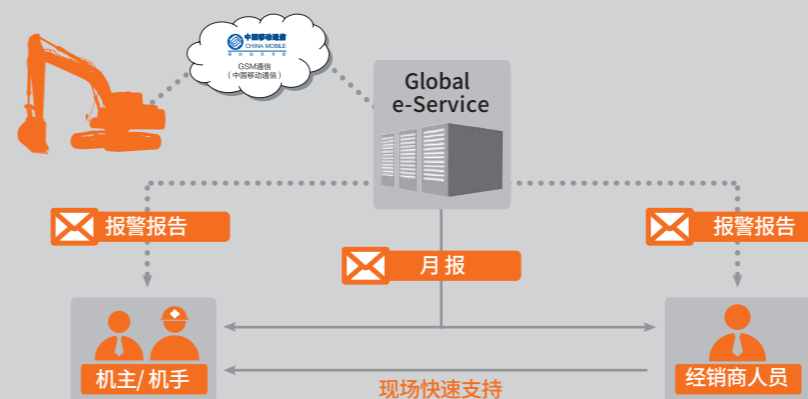 中国移动通信
CHINA MOBILE
GSM通信
(中国移动通信)
Global
e-Service
报警报告
报警报告
月 报
机主/ 机手
经销商人员
现场快速支持